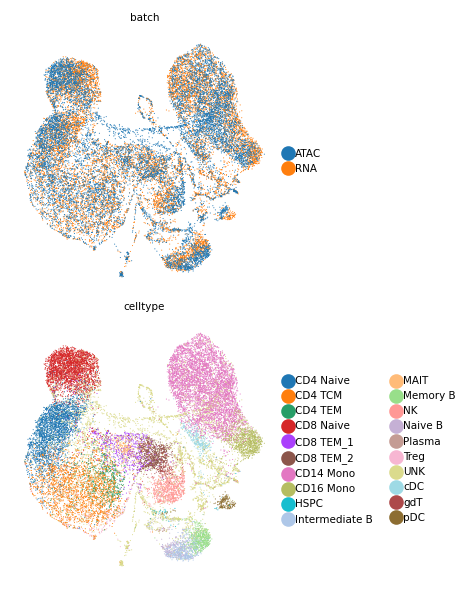 batch
ATAC
RNA
celltype
CD4 Naive
CD4 TCM
CD4 TEM
CD8 Naive
CD8 TEM_1
CD8 TEM_2
CD14 Mono
CD16 Mono
HSPC
Intermediate B
MAIT
Memory B
NK
Naive B
Plasma
Treg
UNK
cDC
gdT
pDC